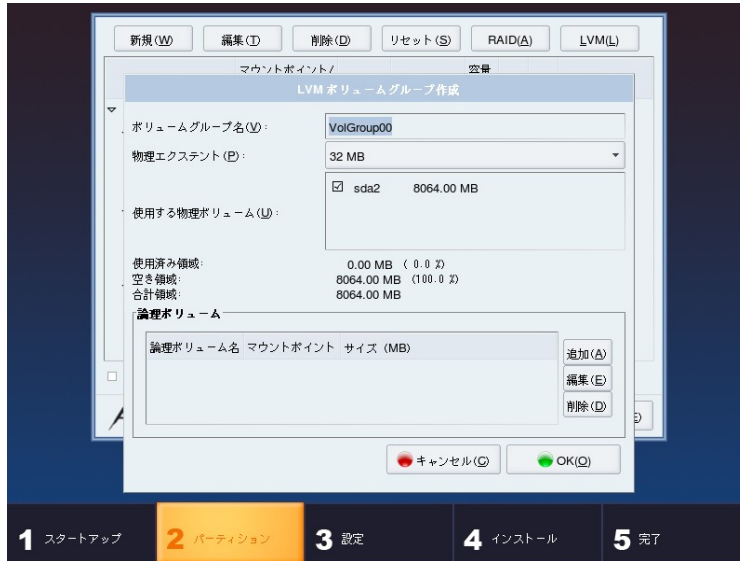 新規(W) 編集(T) 削除(D) リセット(S) RAID(A) LVM(L)
マウントポイント/ 容量
LVM ボリュームグループ作成
ボリュームグループ名(V): VolGroup00
物理エクステント(P): 32 MB
使用する物理ボリューム(U): sda2 8064.00 MB
使用済み領域: 0.00 MB ( 0.0 %)
空き領域: 8064.00 MB (100.0 %)
合計領域: 8064.00 MB
論理ボリューム
論理ボリューム名 マウントポイント サイズ (MB)
追加(A)
編集(E)
削除(D)
キャンセル(C) OK(O)
1 スタートアップ 2 パーティション 3 設定 4 インストール 5 完了